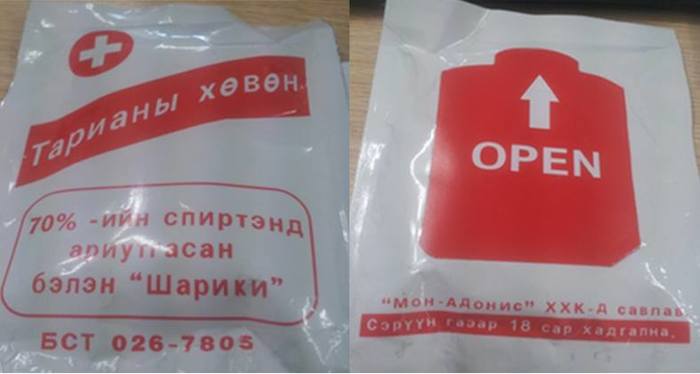 Тарианы хөвөн
70% -ийн спиртэнд
ариутгасан
бэлэн “Шарики”
БСТ 026-7805
OPEN
“Мон-Адонис” ХХК-д савлав
Сэрүүн газар 18 сар хадгална.